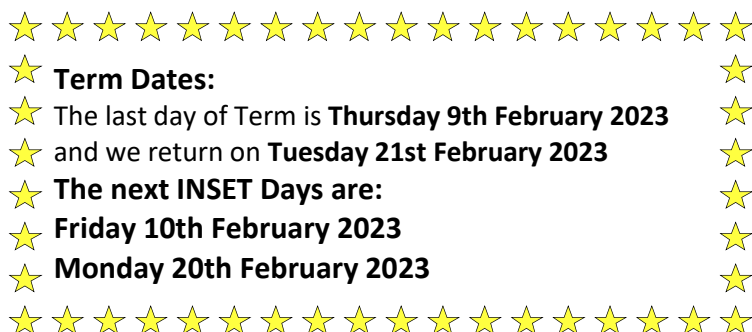 Term Dates:
The last day of Term is Thursday 9th February 2023
and we return on Tuesday 21st February 2023
The next INSET Days are:
Friday 10th February 2023
Monday 20th February 2023